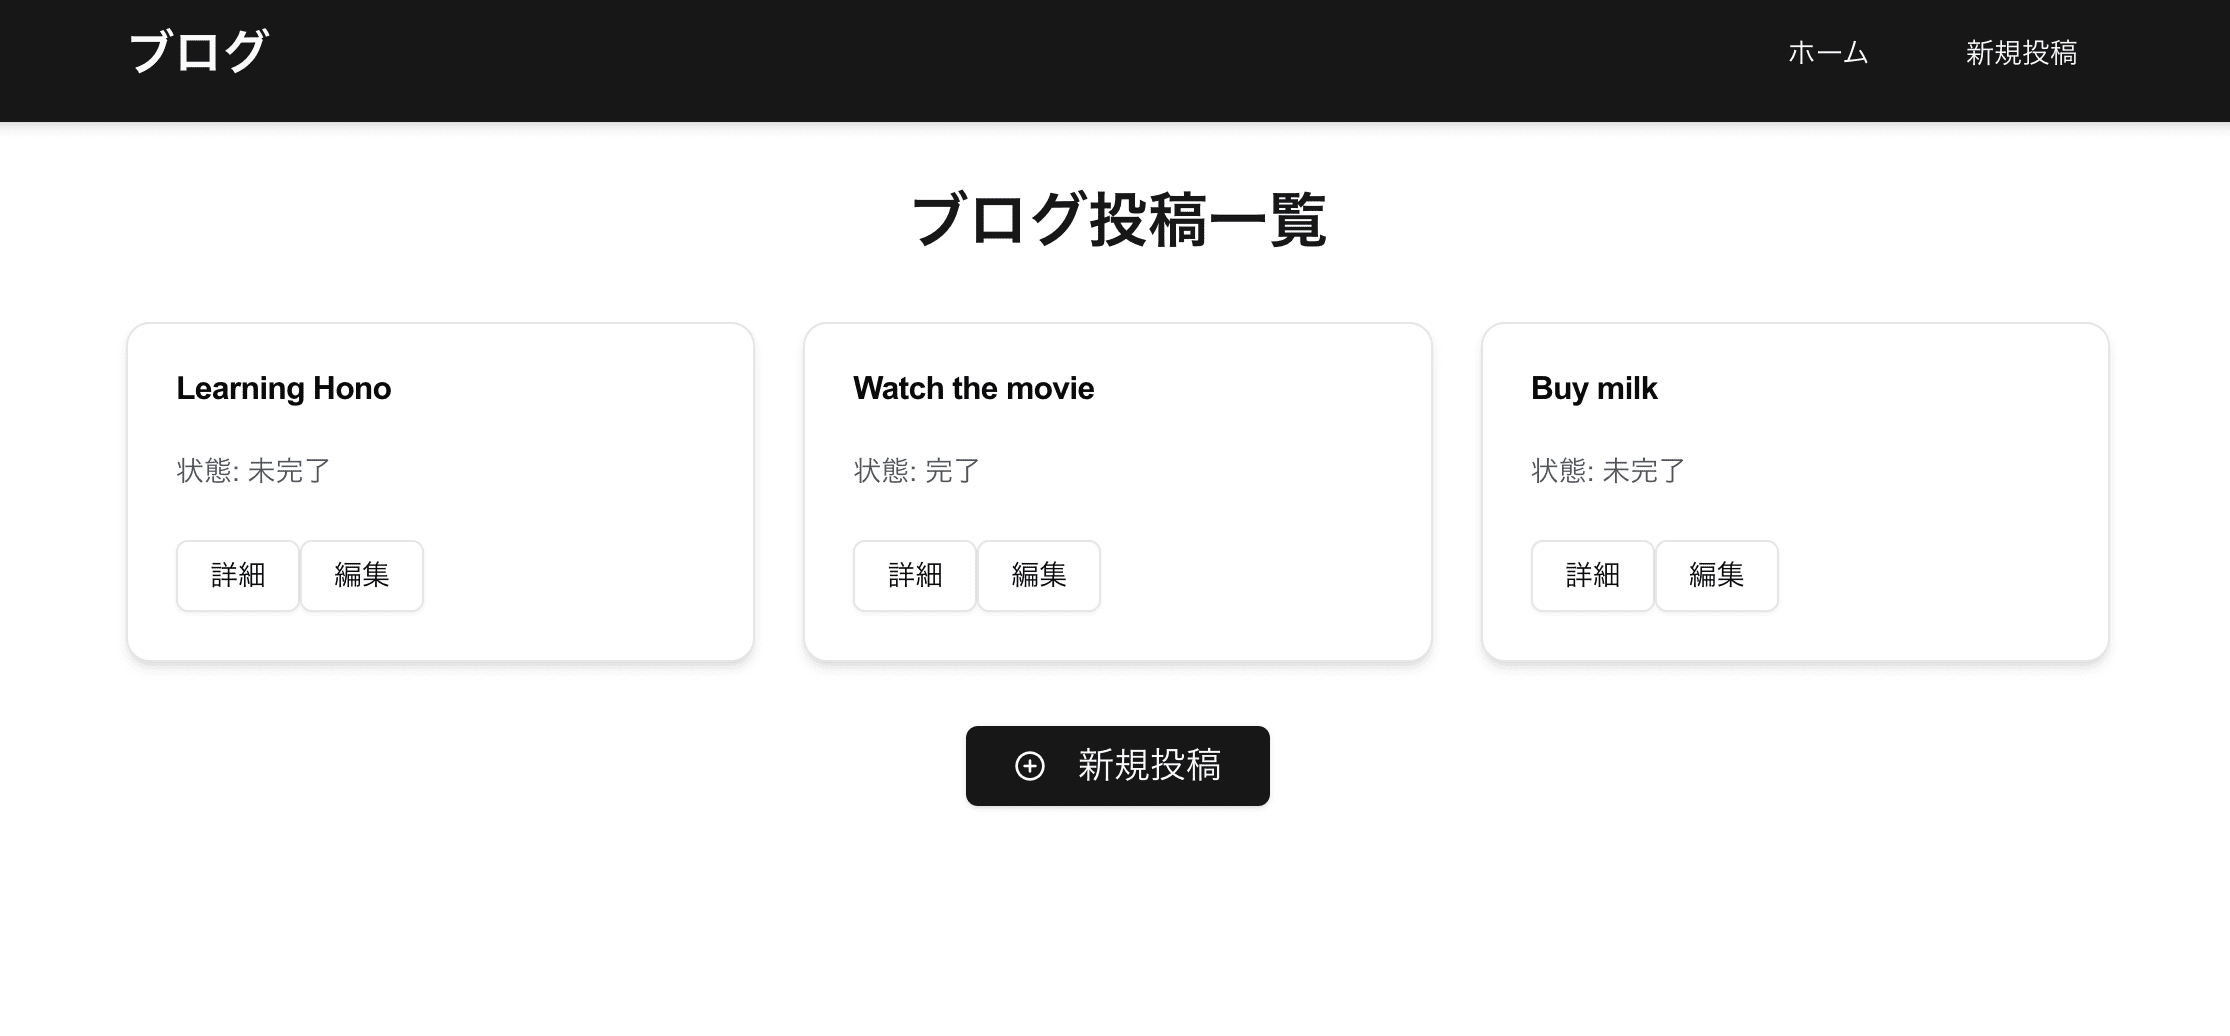 ブログ
ホーム 新規投稿
ブログ投稿一覧
Learning Hono
状態: 未完了
詳細 編集
Watch the movie
状態: 完了
詳細 編集
Buy milk
状態: 未完了
詳細 編集
新規投稿